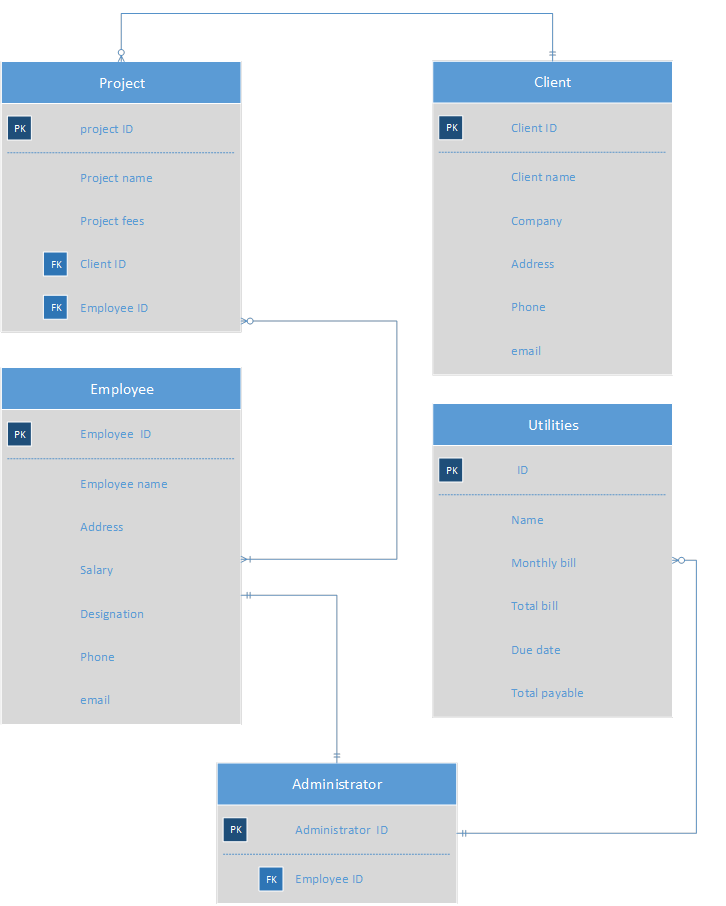 Project
PK project ID
Project name
Project fees
FK Client ID
FK Employee ID
Client
PK Client ID
Client name
Company
Address
Phone
email
Employee
PK Employee ID
Employee name
Address
Salary
Designation
Phone
email
Utilities
PK ID
Name
Monthly bill
Total bill
Due date
Total payable
Administrator
PK Administrator ID
FK Employee ID